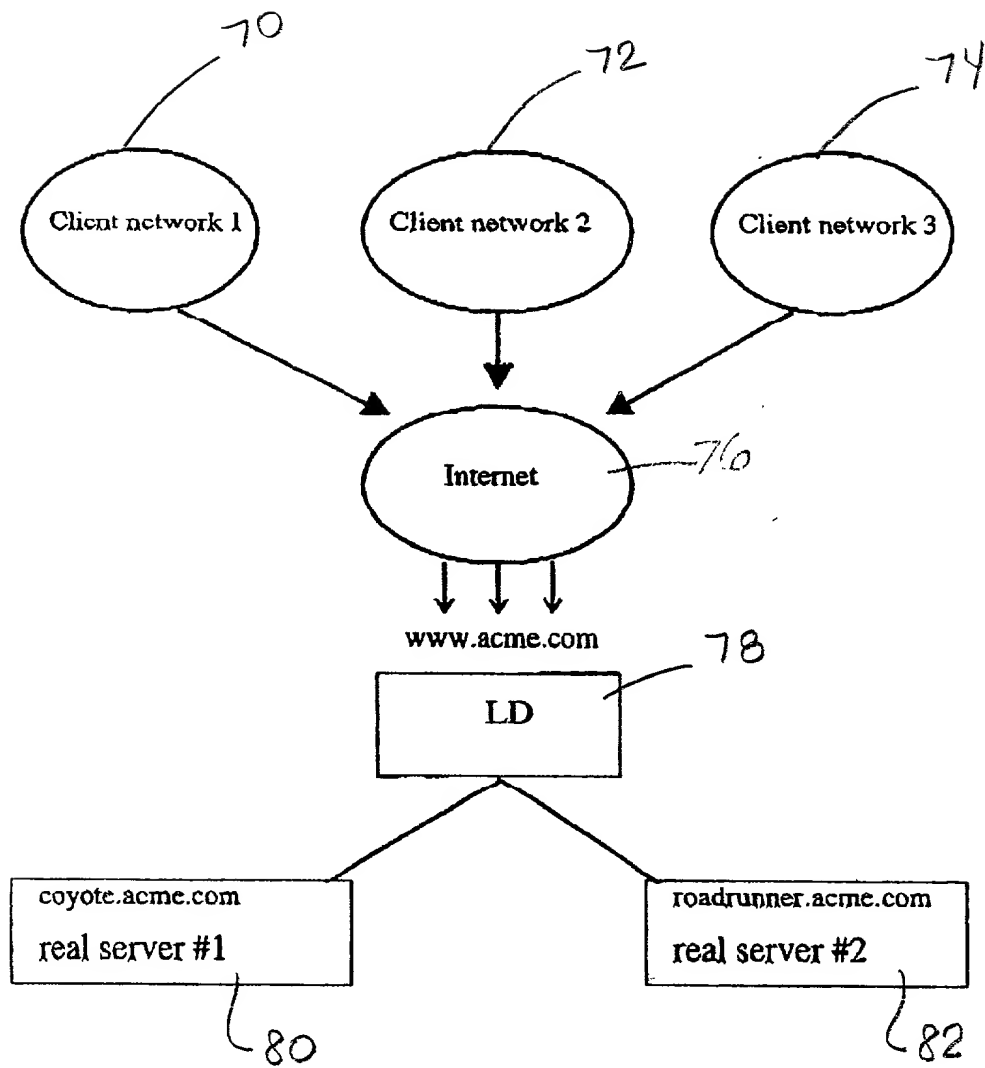 70
72
74
Client network 1
Client network 2
Client network 3
Internet
76
www.acme.com
78
LD
coyote.acme.com
real server #1
roadrunner.acme.com
real server #2
80
82